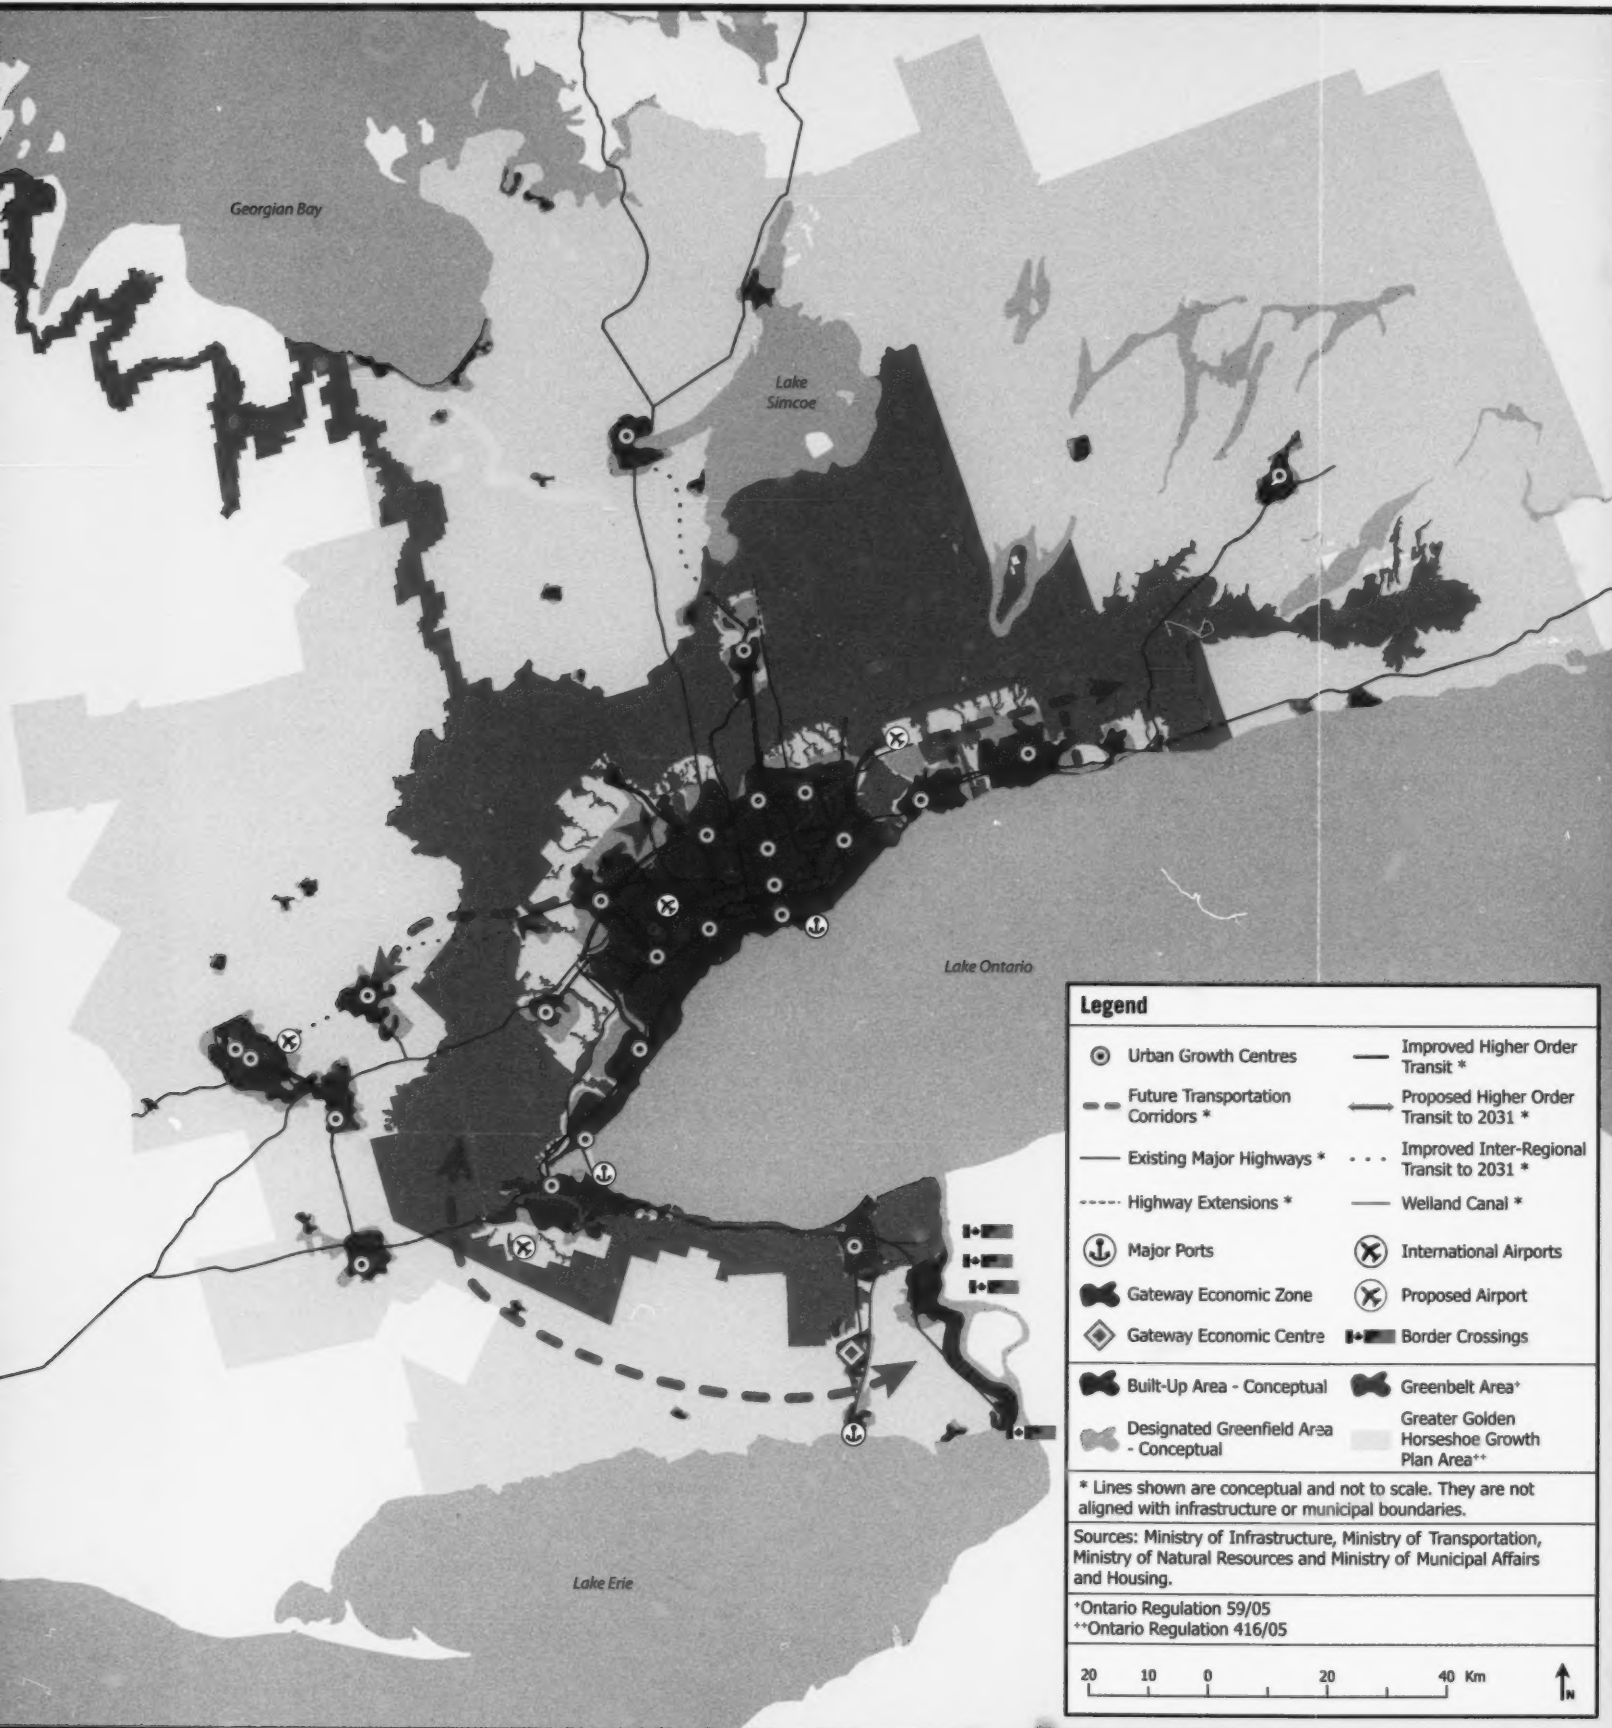 Georgian Bay
Lake
Simcoe
Lake Ontario
Lake Erie
Legend
Urban Growth Centres
Improved Higher Order
Transit *
Future Transportation
Corridors *
Proposed Higher Order
Transit to 2031 *
Existing Major Highways *
Improved Inter-Regional
Transit to 2031 *
Highway Extensions *
Welland Canal *
Major Ports
International Airports
Gateway Economic Zone
Proposed Airport
Gateway Economic Centre
Border Crossings
Built-Up Area - Conceptual
Greenbelt Area+
Designated Greenfield Area
- Conceptual
Greater Golden
Horseshoe Growth
Plan Area++
* Lines shown are conceptual and not to scale. They are not
aligned with infrastructure or municipal boundaries.
Sources: Ministry of Infrastructure, Ministry of Transportation,
Ministry of Natural Resources and Ministry of Municipal Affairs
and Housing.
+Ontario Regulation 59/05
++Ontario Regulation 416/05
20 10 0 20 40 Km
N